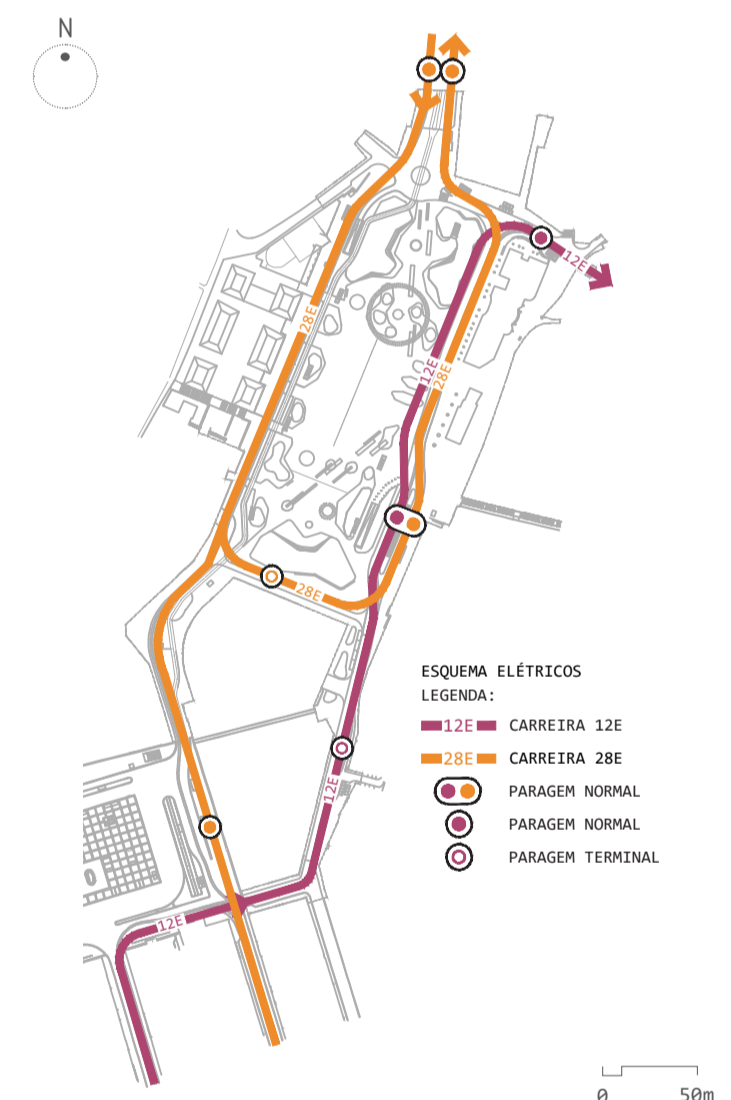 N
12E
28E
12E
28E
28E
ESQUEMA ELÉTRICOS
LEGENDA:
12E CARREIRA 12E
28E CARREIRA 28E
PARAGEM NORMAL
PARAGEM NORMAL
PARAGEM TERMINAL
12E
12E
0 50m